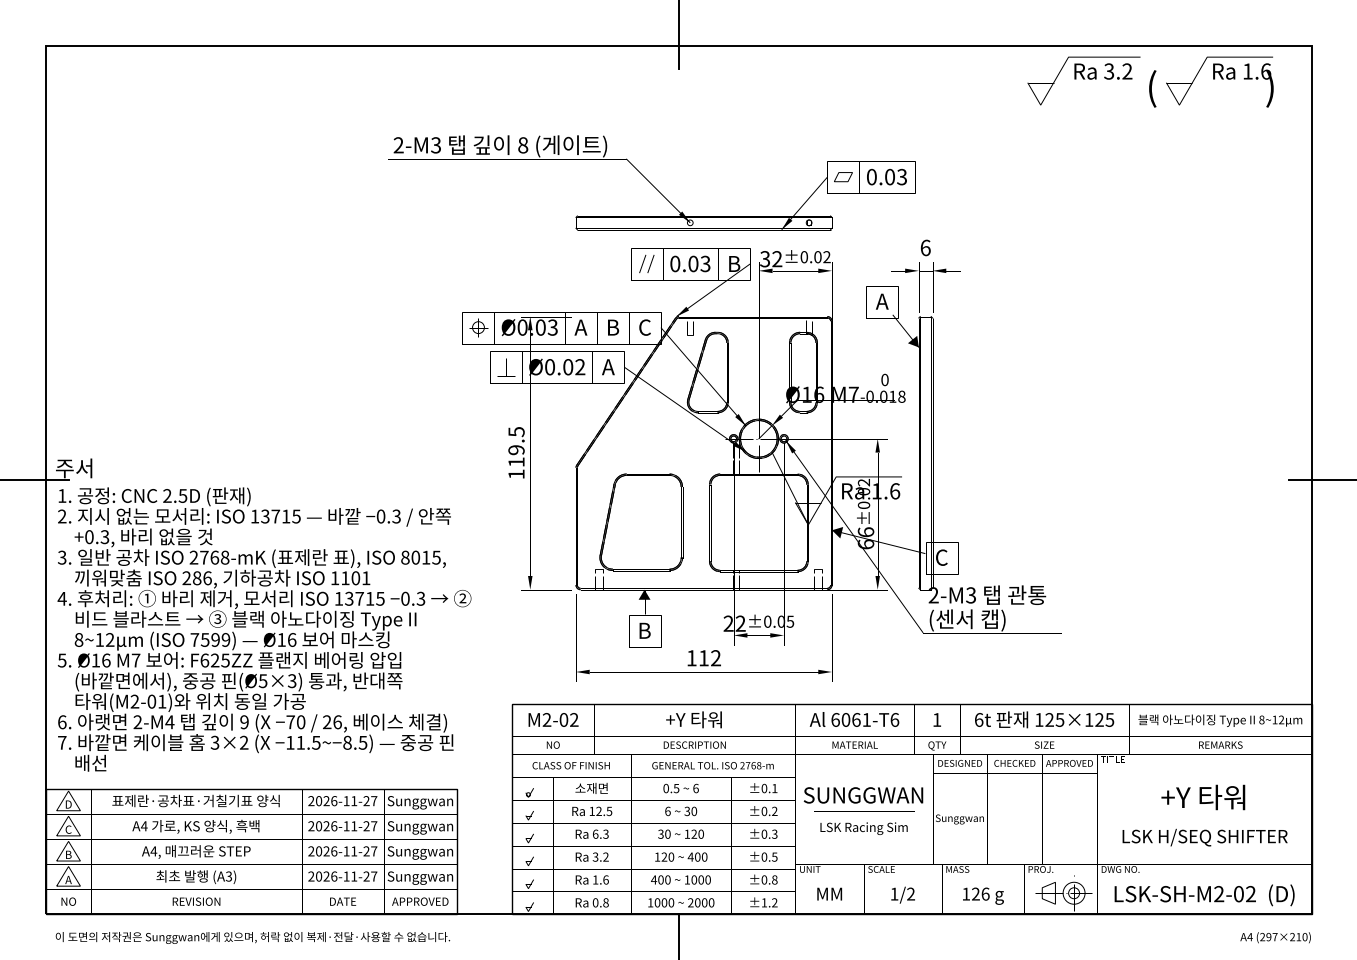 Ra 3.2 ( Ra 1.6 )
2-M3 탭 깊이 8 (게이트)
0.03
// 0.03 B
32±0.02
6
A
⌖ Ø0.03 A B C
⊥ Ø0.02 A
Ø16 M7 0 -0.018
119.5
Ra 1.6
66±0.02
C
2-M3 탭 관통
(센서 캡)
B
22±0.05
112
주서
1. 공정: CNC 2.5D (판재)
2. 지시 없는 모서리: ISO 13715 — 바깥 −0.3 / 안쪽
+0.3, 바리 없을 것
3. 일반 공차 ISO 2768-mK (표제란 표), ISO 8015,
끼워맞춤 ISO 286, 기하공차 ISO 1101
4. 후처리: ① 바리 제거, 모서리 ISO 13715 −0.3 → ②
비드 블라스트 → ③ 블랙 아노다이징 Type II
8~12µm (ISO 7599) — Ø16 보어 마스킹
5. Ø16 M7 보어: F625ZZ 플랜지 베어링 압입
(바깥면에서), 중공 핀(Ø5×3) 통과, 반대쪽
타워(M2-01)와 위치 동일 가공
6. 아랫면 2-M4 탭 깊이 9 (X −70 / 26, 베이스 체결)
7. 바깥면 케이블 홈 3×2 (X −11.5~−8.5) — 중공 핀
배선
D 표제란·공차표·거칠기표 양식 2026-11-27 Sunggwan
C A4 가로, KS 양식, 흑백 2026-11-27 Sunggwan
B A4, 매끄러운 STEP 2026-11-27 Sunggwan
A 최초 발행 (A3) 2026-11-27 Sunggwan
NO REVISION DATE APPROVED
M2-02 +Y 타워 Al 6061-T6 1 6t 판재 125×125 블랙 아노다이징 Type II 8~12µm
NO DESCRIPTION MATERIAL QTY SIZE REMARKS
CLASS OF FINISH GENERAL TOL. ISO 2768-m
소재면 0.5 ~ 6 ±0.1
Ra 12.5 6 ~ 30 ±0.2
Ra 6.3 30 ~ 120 ±0.3
Ra 3.2 120 ~ 400 ±0.5
Ra 1.6 400 ~ 1000 ±0.8
Ra 0.8 1000 ~ 2000 ±1.2
SUNGGWAN
LSK Racing Sim
DESIGNED CHECKED APPROVED
Sunggwan
TITLE
+Y 타워
LSK H/SEQ SHIFTER
UNIT SCALE MASS PROJ. DWG NO.
MM 1/2 126 g LSK-SH-M2-02 (D)
이 도면의 저작권은 Sunggwan에게 있으며, 허락 없이 복제·전달·사용할 수 없습니다.
A4 (297×210)